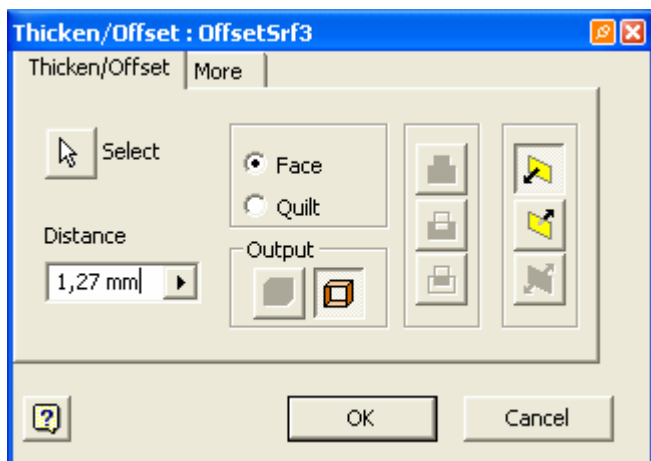 Thicken/Offset : OffsetSrf3
Thicken/Offset
More
Select
Face
Quilt
Distance
1,27 mm
Output
OK
Cancel